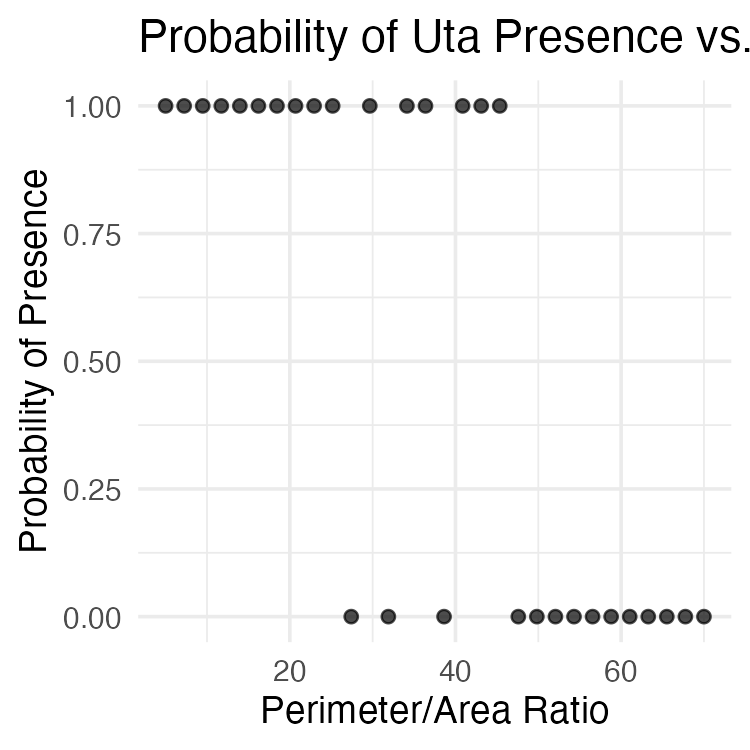 Probability of Uta Presence vs.
1.00
0.75
0.50
0.25
0.00
Probability of Presence
20 40 60
Perimeter/Area Ratio